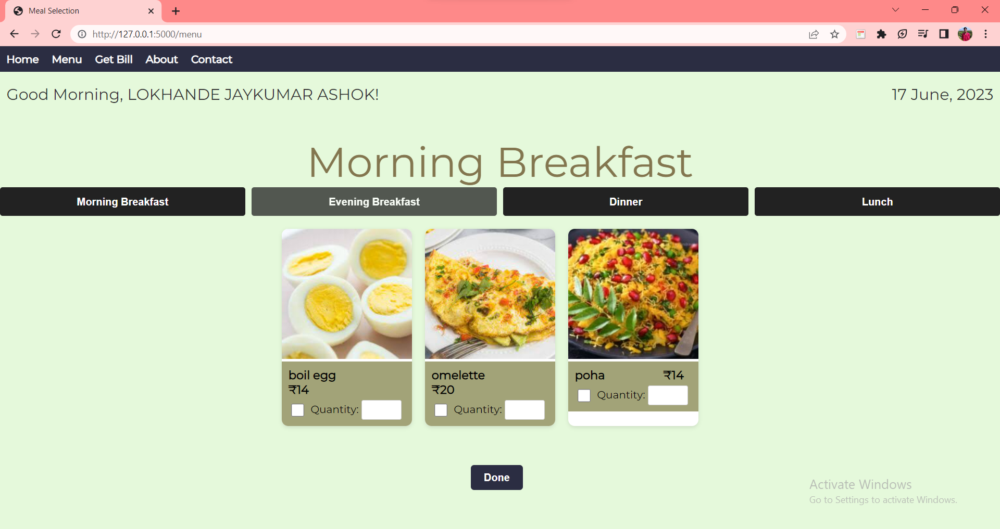 Meal Selection
http://127.0.0.1:5000/menu
Home Menu Get Bill About Contact
Good Morning, LOKHANDE JAYKUMAR ASHOK! 17 June, 2023
Morning Breakfast
Morning Breakfast Evening Breakfast Dinner Lunch
boil egg
₹14
Quantity:
omelette
₹20
Quantity:
poha ₹14
Quantity:
Done
Activate Windows
Go to Settings to activate Windows.